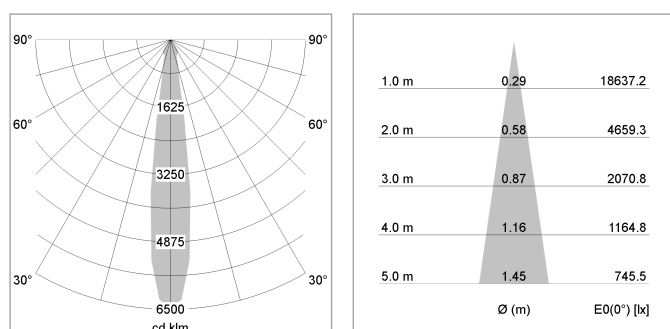 90° 90°
1625
60° 60°
3250
4875
30° 30°
6500
cd klm
1.0 m 0.29 18637.2
2.0 m 0.58 4659.3
3.0 m 0.87 2070.8
4.0 m 1.16 1164.8
5.0 m 1.45 745.5
Ø (m) E0(0°) [lx]